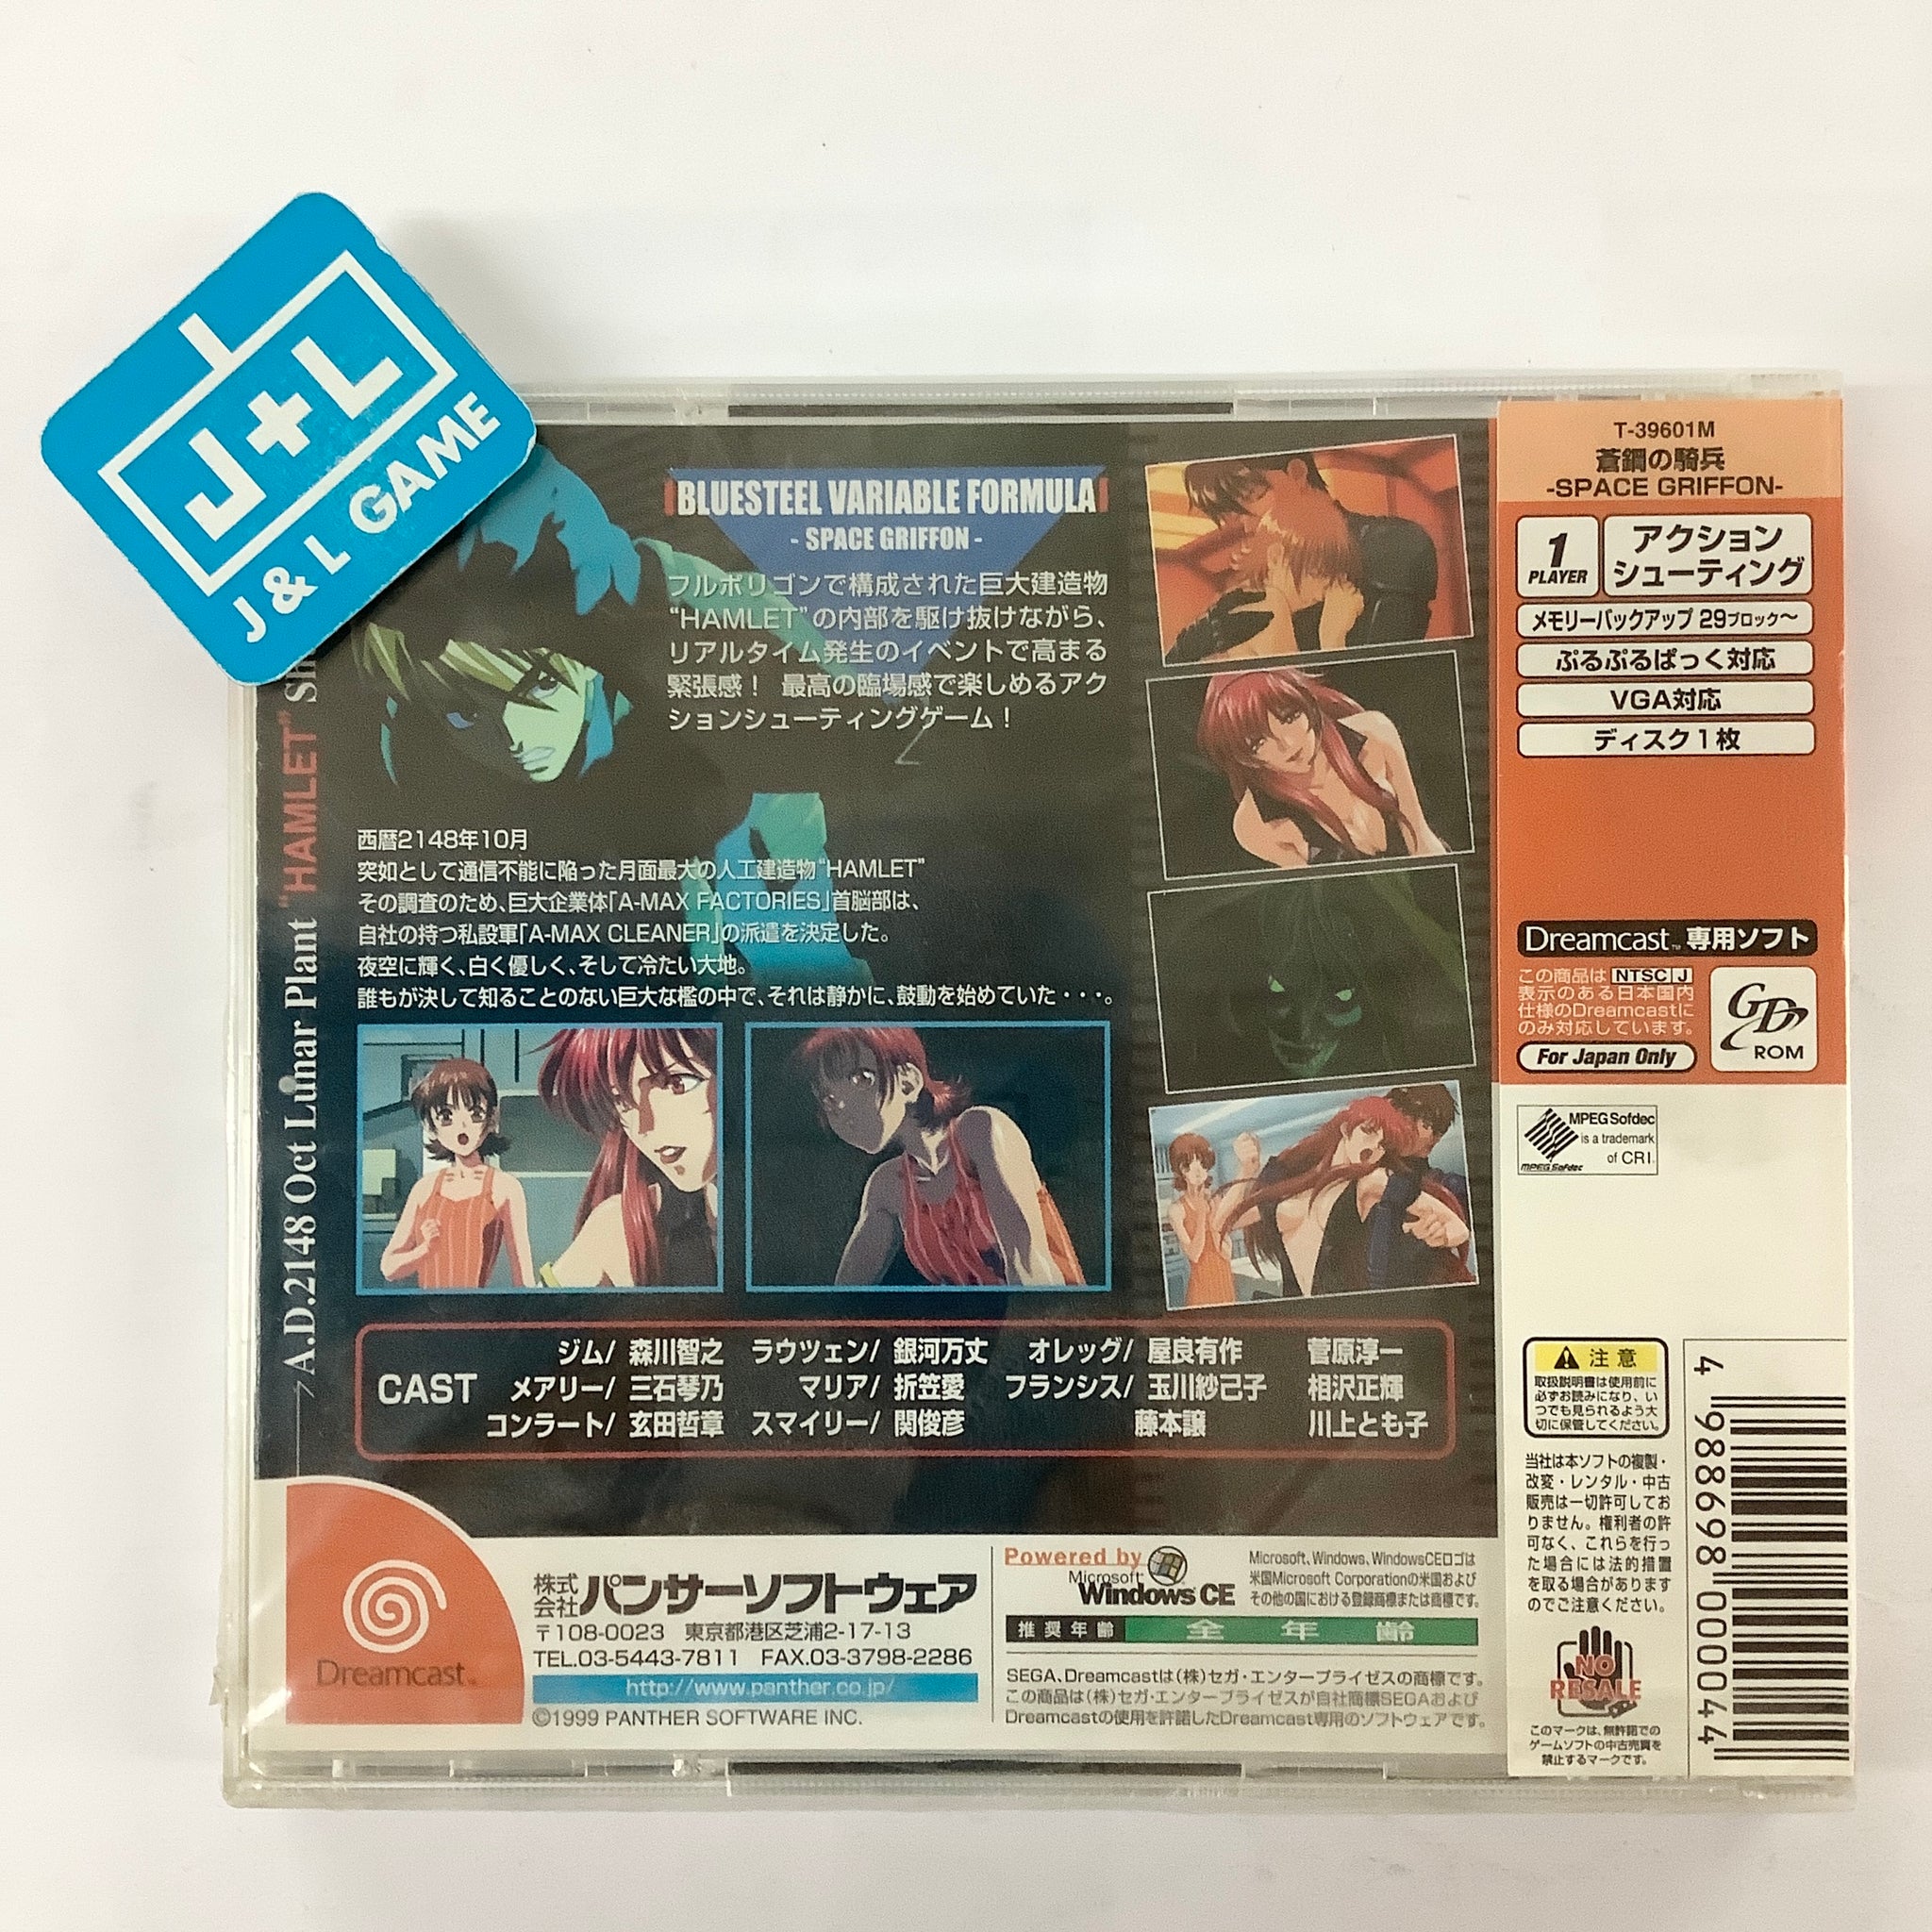 J+L
J & L GAME
BLUESTEEL VARIABLE FORMULA
- SPACE GRIFFON -
フルポリゴンで構成された巨大建造物
“HAMLET”の内部を駆け抜けながら、
リアルタイム発生のイベントで高まる
緊張感！ 最高の臨場感で楽しめるアク
ションシューティングゲーム！
A.D.2148 Oct Lunar Plant "HAMLET"
西暦2148年10月
突如として通信不能に陥った月面最大の人工建造物“HAMLET”
その調査のため、巨大企業体「A-MAX FACTORIES」首脳部は、
自社の持つ私設軍「A-MAX CLEANER」の派遣を決定した。
夜空に輝く、白く優しく、そして冷たい大地。
誰もが決して知ることのない巨大な檻の中で、それは静かに、鼓動を始めていた・・・。
CAST
ジム/ 森川智之 ラウツェン/ 銀河万丈 オレッグ/ 屋良有作 菅原淳一
メアリー/ 三石琴乃 マリア/ 折笠愛 フランシス/ 玉川紗己子 相沢正輝
コンラート/ 玄田哲章 スマイリー/ 関俊彦 藤本譲 川上とも子
Dreamcast™
株式会社パンサーソフトウェア
〒108-0023 東京都港区芝浦2-17-13
TEL.03-5443-7811 FAX.03-3798-2286
http://www.panther.co.jp/
©1999 PANTHER SOFTWARE INC.
Powered by
Microsoft
Windows CE
Microsoft、Windows、WindowsCEロゴは
米国Microsoft Corporationの米国および
その他の国における登録商標または商標です。
推奨年齢 全年齢
SEGA、Dreamcastは(株)セガ・エンタープライゼスの商標です。
この商品は(株)セガ・エンタープライゼスが自社商標SEGAおよび
Dreamcastの使用を許諾したDreamcast専用のソフトウェアです。
T-39601M
蒼鋼の騎兵
-SPACE GRIFFON-
1 PLAYER
アクション
シューティング
メモリーバックアップ 29ブロック〜
ぷるぷるぱっく対応
VGA対応
ディスク1枚
Dreamcast™ 専用ソフト
この商品は NTSC J
表示のある日本国内
仕様のDreamcastに
のみ対応しています。
For Japan Only
GD
ROM
MPEG Sofdec
is a trademark
of CRI.
MPEG Sofdec
注意
取扱説明書は使用前に
必ずお読みになり、い
つでも見られるよう大
切に保管してください。
当社は本ソフトの複製・
改変・レンタル・中古
販売は一切許可してお
りません。権利者の許
可なく、これらを行っ
た場合には法的措置
を取る場合があります
のでご注意ください。
NO
RESALE
このマークは、無許諾での
ゲームソフトの中古売買を
禁止するマークです。
4 988698 000044